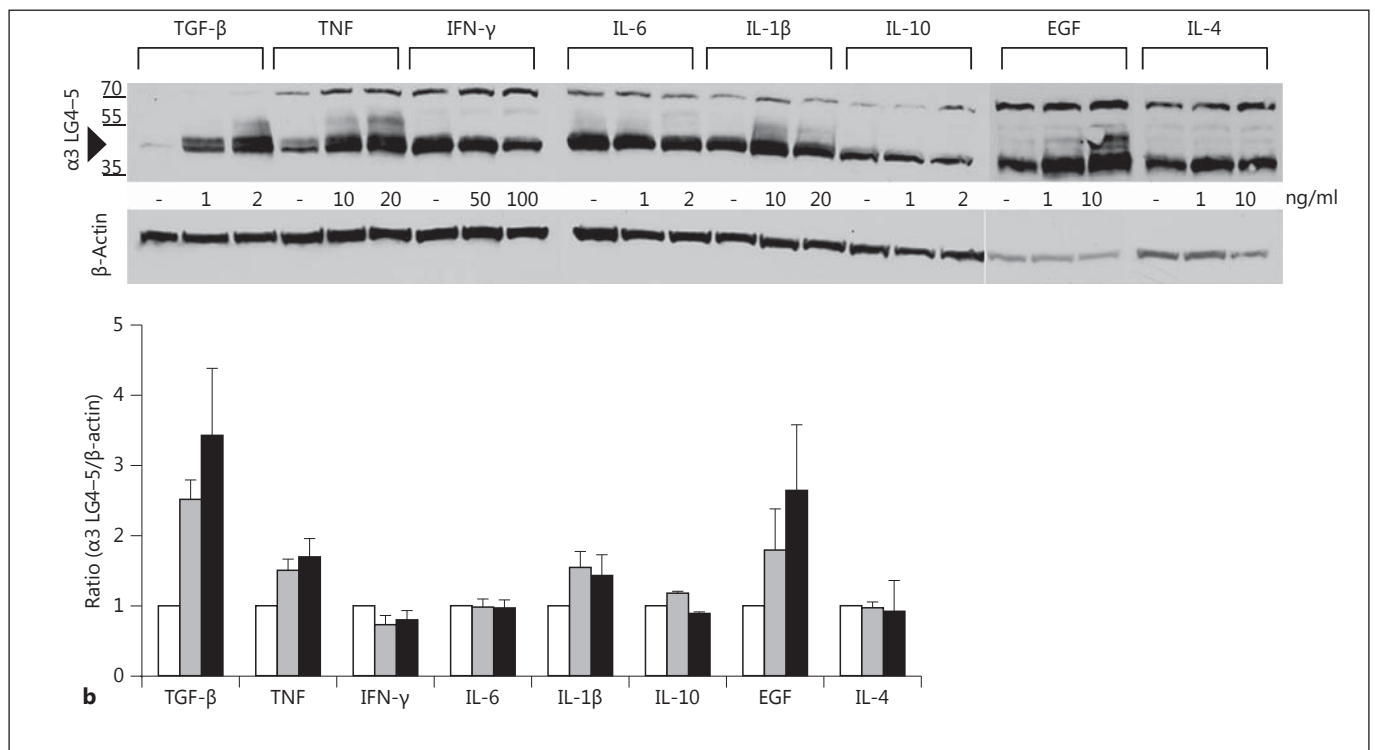 TGF-β TNF IFN-γ IL-6 IL-1β IL-10 EGF IL-4
α3 LG4–5
70
55
35
- 1 2 - 10 20 - 50 100 - 1 2 - 10 20 - 1 2 - 1 10 - 1 10 ng/ml
β-Actin
Ratio (α3 LG4–5/β-actin)
5
4
3
2
1
0
TGF-β TNF IFN-γ IL-6 IL-1β IL-10 EGF IL-4
b